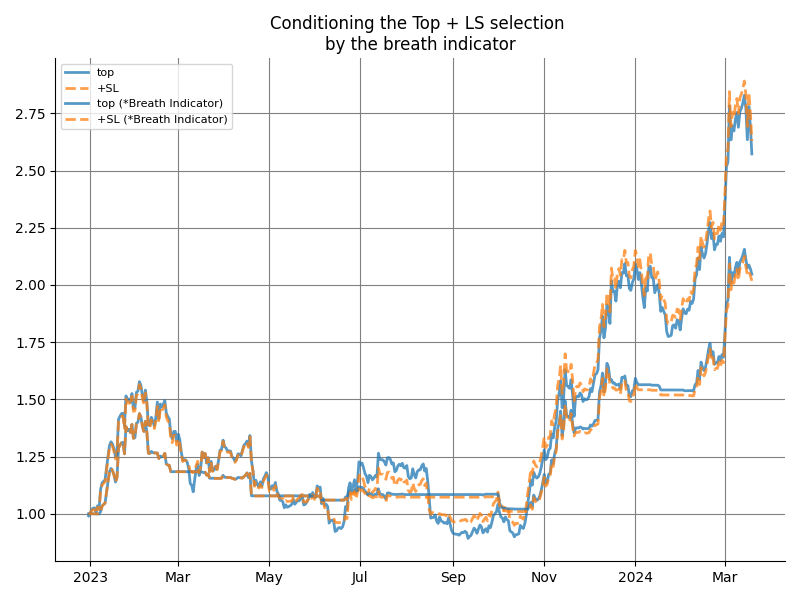 Conditioning the Top + LS selection
by the breath indicator
top
+SL
top (*Breath Indicator)
+SL (*Breath Indicator)
2.75
2.50
2.25
2.00
1.75
1.50
1.25
1.00
2023 Mar May Jul Sep Nov 2024 Mar